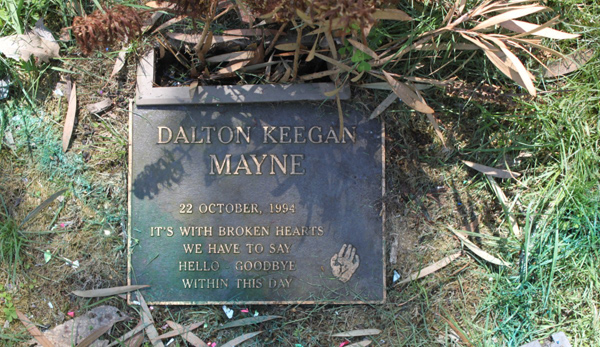 DALTON KEEGAN
MAYNE
22 OCTOBER, 1994
IT'S WITH BROKEN HEARTS
WE HAVE TO SAY
HELLO GOODBYE
WITHIN THIS DAY